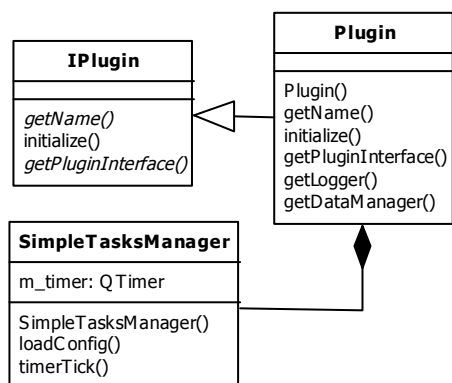 IPlugin
getName()
initialize()
getPluginInterface()
Plugin
Plugin()
getName()
initialize()
getPluginInterface()
getLogger()
getDataManager()
SimpleTasksManager
m_timer: QTimer
SimpleTasksManager()
loadConfig()
timerTick()